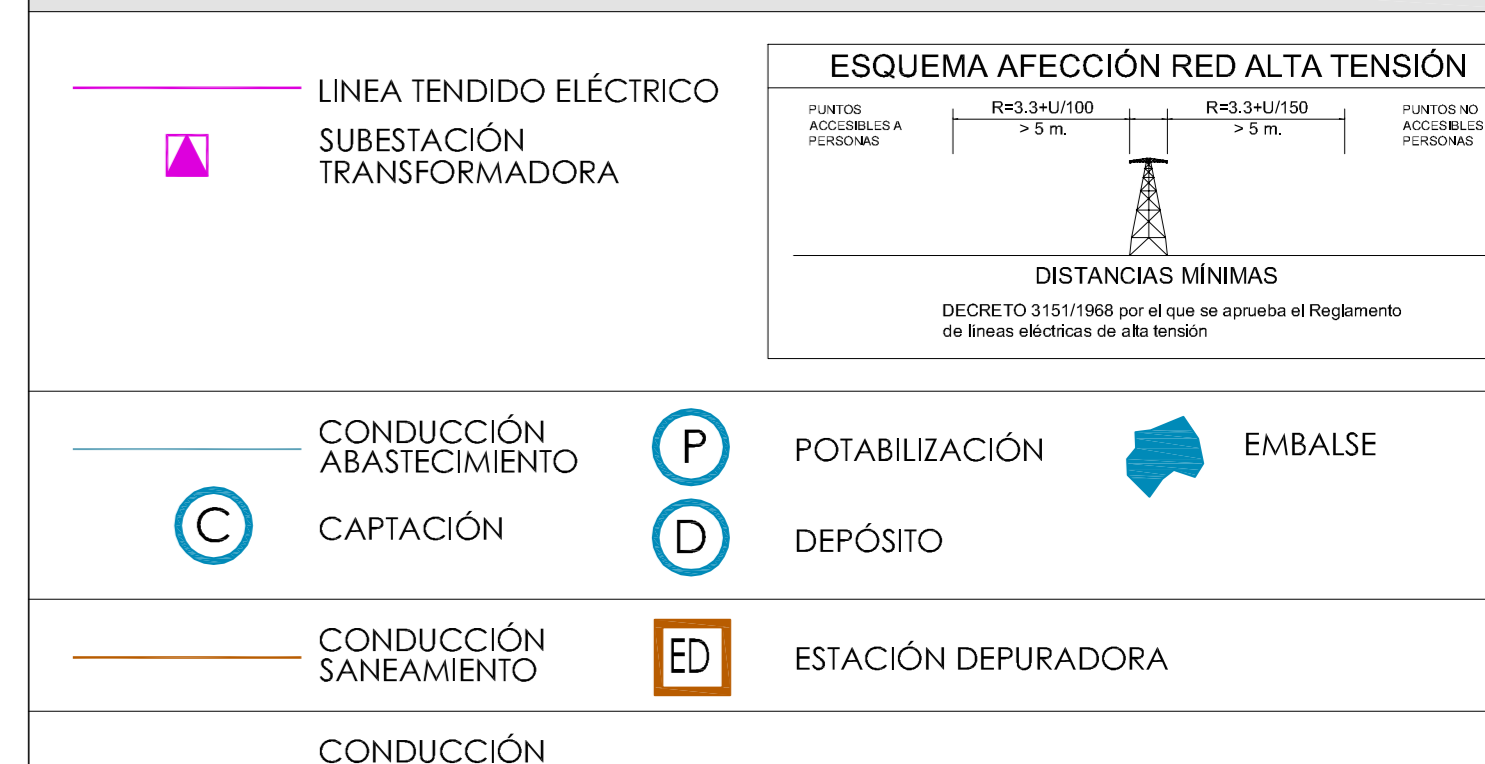 LINEA TENDIDO ELÉCTRICO
SUBESTACIÓN
TRANSFORMADORA
ESQUEMA AFECCIÓN RED ALTA TENSIÓN
PUNTOS
ACCESIBLES A
PERSONAS
R=3.3+U/100
> 5 m.
R=3.3+U/150
> 5 m.
PUNTOS NO
ACCESIBLES
PERSONAS
DISTANCIAS MÍNIMAS
DECRETO 3151/1968 por el que se aprueba el Reglamento
de líneas eléctricas de alta tensión
CONDUCCIÓN
ABASTECIMIENTO
P
POTABILIZACIÓN
EMBALSE
C
CAPTACIÓN
D
DEPÓSITO
CONDUCCIÓN
SANEAMIENTO
ED
ESTACIÓN DEPURADORA
CONDUCCIÓN